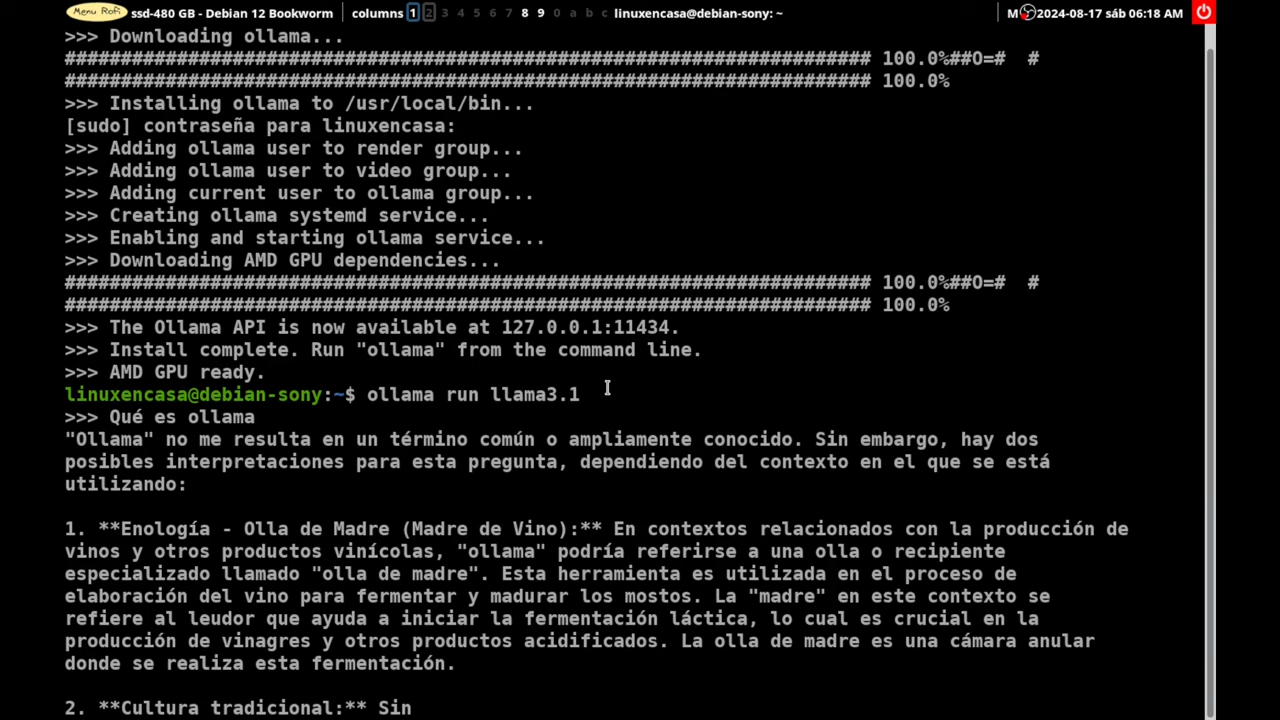 Menu Rofi ssd-480 GB - Debian 12 Bookworm columns 1 2 3 4 5 6 7 8 9 0 a b c linuxencasa@debian-sony: ~ M 2024-08-17 sáb 06:18 AM
>>> Downloading ollama...
######################################################################## 100.0%##O=#  #
######################################################################## 100.0%
>>> Installing ollama to /usr/local/bin...
[sudo] contraseña para linuxencasa:
>>> Adding ollama user to render group...
>>> Adding ollama user to video group...
>>> Adding current user to ollama group...
>>> Creating ollama systemd service...
>>> Enabling and starting ollama service...
>>> Downloading AMD GPU dependencies...
######################################################################## 100.0%##O=#  #
######################################################################## 100.0%
>>> The Ollama API is now available at 127.0.0.1:11434.
>>> Install complete. Run "ollama" from the command line.
>>> AMD GPU ready.
linuxencasa@debian-sony:~$ ollama run llama3.1
>>> Qué es ollama
"Ollama" no me resulta en un término común o ampliamente conocido. Sin embargo, hay dos
posibles interpretaciones para esta pregunta, dependiendo del contexto en el que se está
utilizando:
1. **Enología - Olla de Madre (Madre de Vino):** En contextos relacionados con la producción de
vinos y otros productos vinícolas, "ollama" podría referirse a una olla o recipiente
especializado llamado "olla de madre". Esta herramienta es utilizada en el proceso de
elaboración del vino para fermentar y madurar los mostos. La "madre" en este contexto se
refiere al leudor que ayuda a iniciar la fermentación láctica, lo cual es crucial en la
producción de vinagres y otros productos acidificados. La olla de madre es una cámara anular
donde se realiza esta fermentación.
2. **Cultura tradicional:** Sin